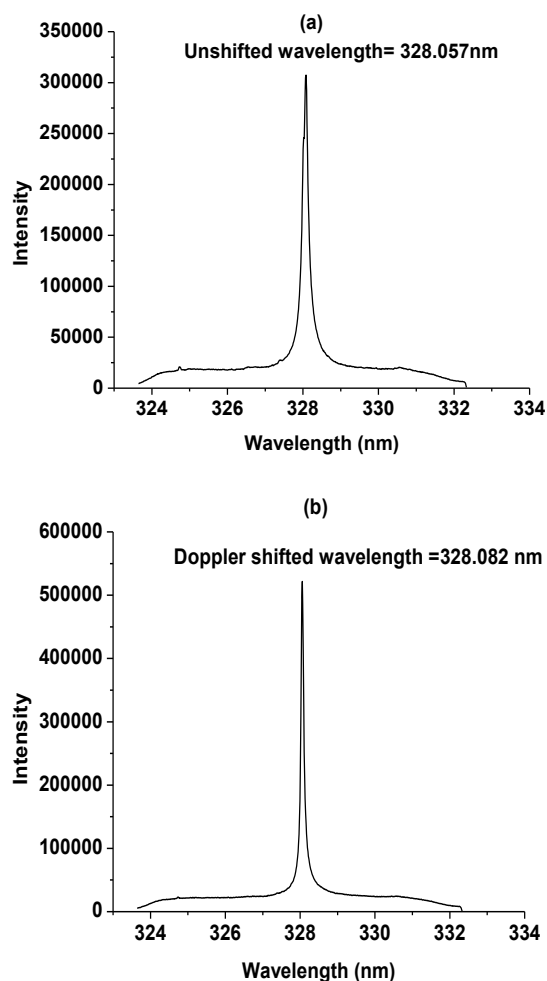 (a)
Unshifted wavelength= 328.057nm
350000
300000
250000
200000
150000
100000
50000
0
Intensity
324 326 328 330 332 334
Wavelength (nm)
(b)
Doppler shifted wavelength =328.082 nm
600000
500000
400000
300000
200000
100000
0
Intensity
324 326 328 330 332 334
Wavelength (nm)